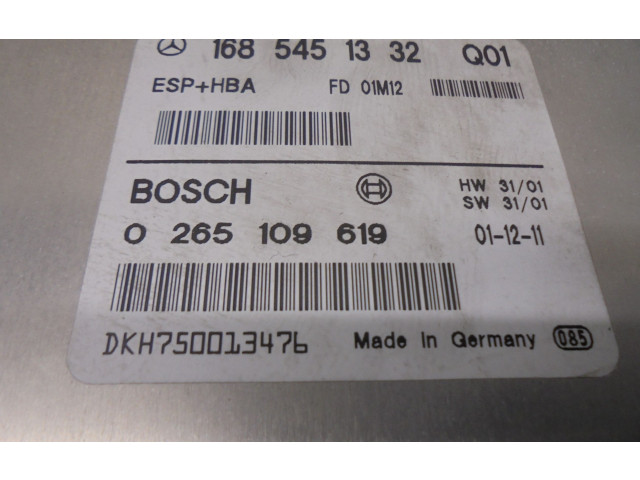 168 545 13 32 Q01
ESP+HBA FD 01M12
BOSCH HW 31/01
SW 31/01
0 265 109 619 01-12-11
DKH750013476 Made in Germany 085